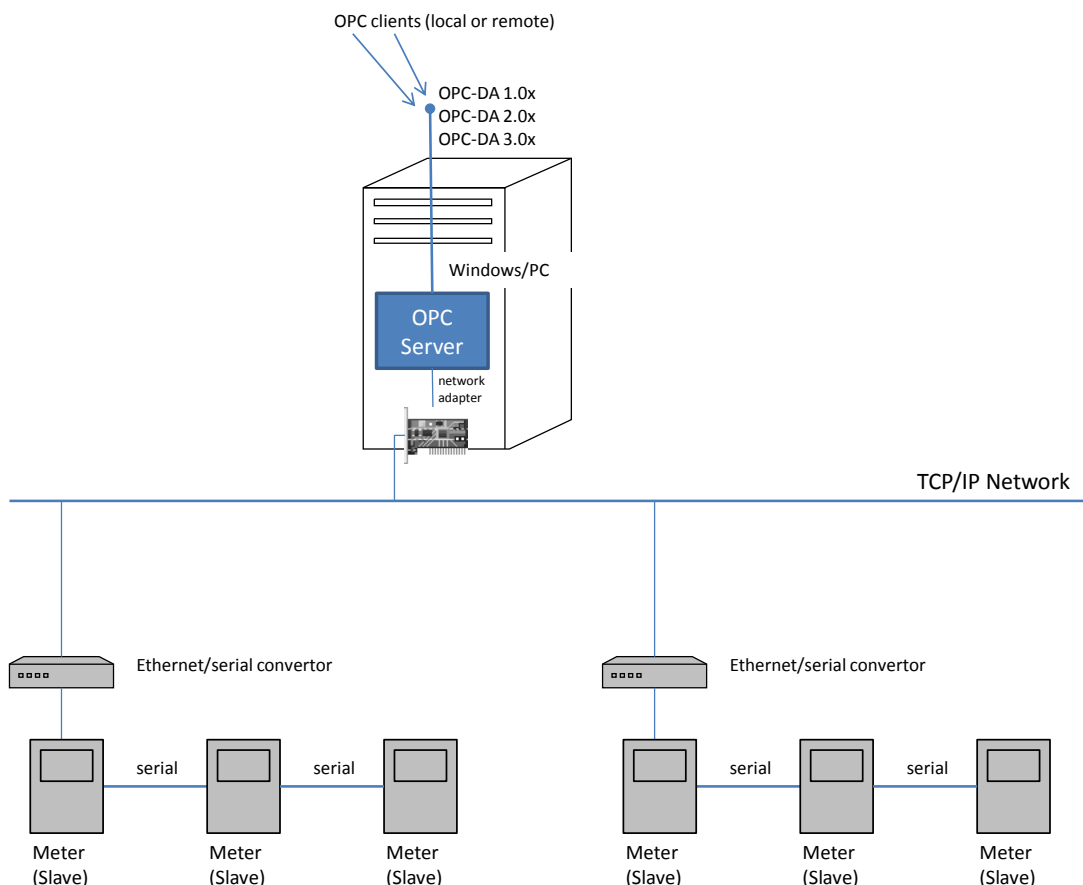 OPC clients (local or remote)
OPC-DA 1.0x
OPC-DA 2.0x
OPC-DA 3.0x
Windows/PC
OPC
Server
network
adapter
TCP/IP Network
Ethernet/serial convertor
Ethernet/serial convertor
serial
serial
serial
serial
Meter
(Slave)
Meter
(Slave)
Meter
(Slave)
Meter
(Slave)
Meter
(Slave)
Meter
(Slave)